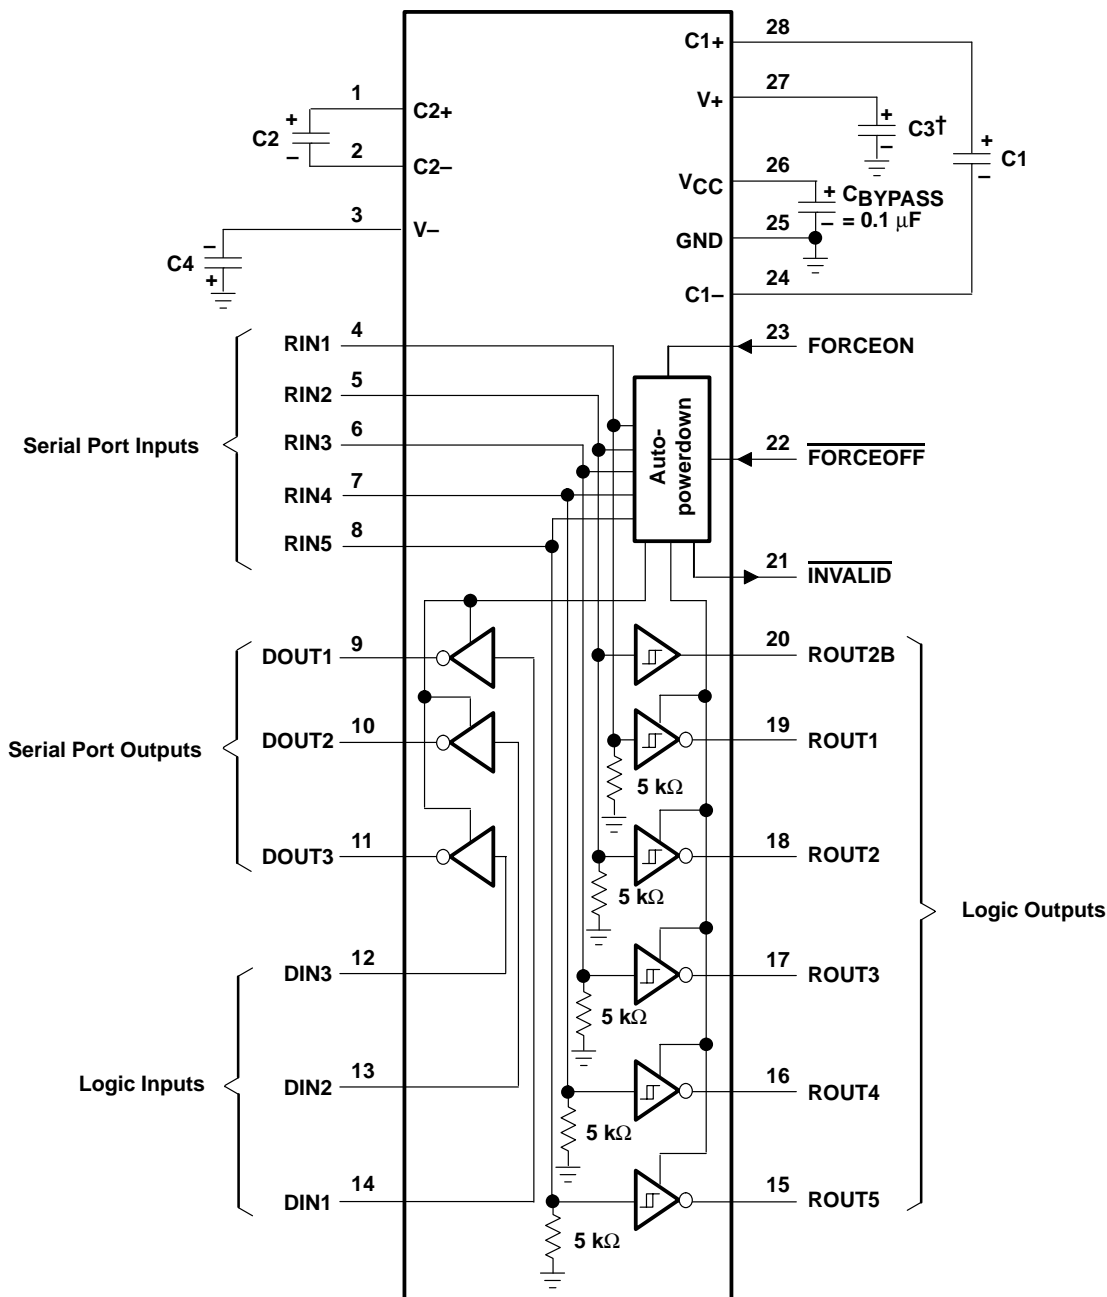 28
C1+
27
V+
C3†
+
–
1
C2+
+
C2
–
2
C2–
+
C1
–
26
VCC
+ CBYPASS
– = 0.1 μF
25
GND
3
V–
–
C4
+
24
C1–
4
RIN1
5
RIN2
6
RIN3
7
RIN4
8
RIN5
Serial Port Inputs
23
FORCEON
Auto-
powerdown
22
FORCEOFF
21
INVALID
9
DOUT1
10
DOUT2
11
DOUT3
Serial Port Outputs
20
ROUT2B
19
ROUT1
5 kΩ
18
ROUT2
5 kΩ
17
ROUT3
5 kΩ
16
ROUT4
5 kΩ
15
ROUT5
5 kΩ
Logic Outputs
12
DIN3
13
DIN2
14
DIN1
Logic Inputs